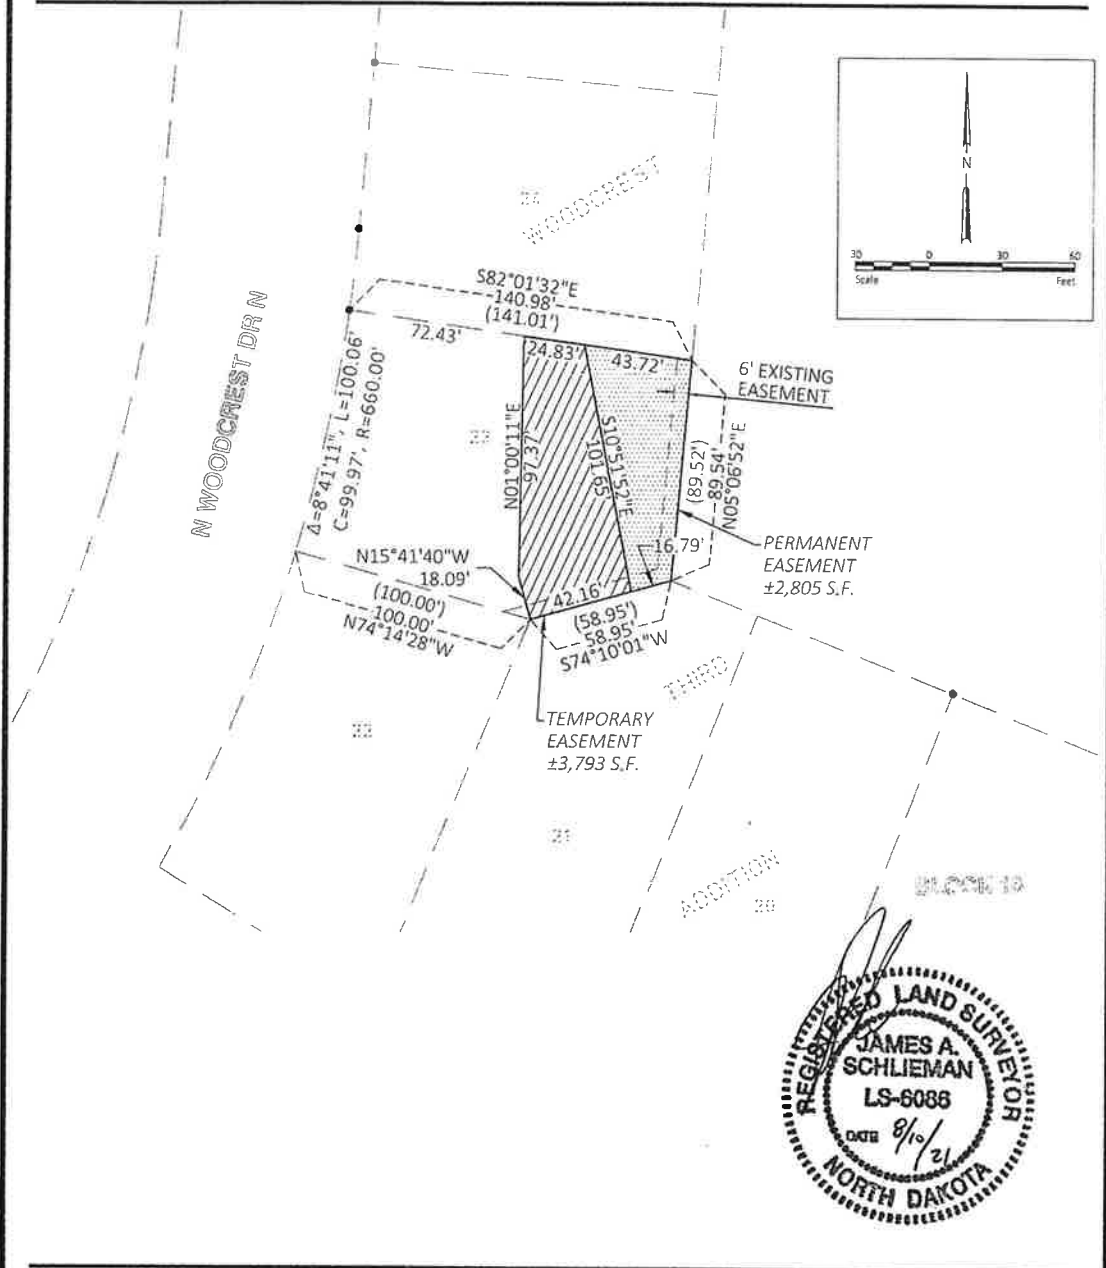 N
30 0 30 60
Scale Feet
WOODCREST
S82°01'32"E
140.98'
(141.01')
72.43'
24.83'
43.72'
6' EXISTING
EASEMENT
N WOODCREST DR N
Δ=8°41'11", L=100.06'
C=99.97', R=660.00'
N01°00'11"E
97.37'
S10°51'52"E
101.65'
(89.52')
89.54'
N05°06'52"E
N15°41'40"W
18.09'
16.79'
PERMANENT
EASEMENT
±2,805 S.F.
(100.00')
100.00'
N74°14'28"W
42.16'
(58.95')
58.95'
S74°10'01"W
THIRD
22
TEMPORARY
EASEMENT
±3,793 S.F.
21
ADDITION
20
REGISTERED LAND SURVEYOR
JAMES A.
SCHLIEMAN
LS-6086
DATE 8/10/21
NORTH DAKOTA